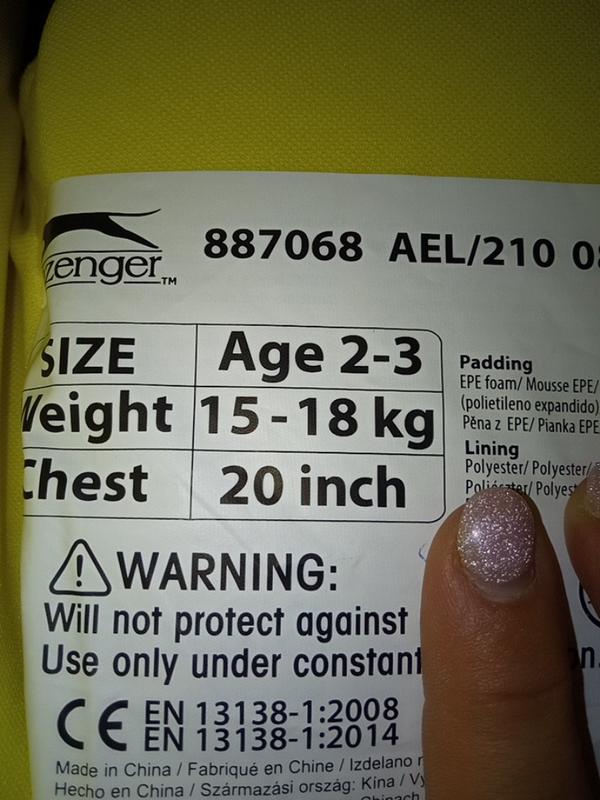 zenger™
887068 AEL/210
SIZE Age 2-3
Weight 15-18 kg
Chest 20 inch
Padding
EPE foam/ Mousse EPE/
(polietileno expandido)
Pěna z EPE/ Pianka EPE
Lining
Polyester/ Polyester/
Polyest
WARNING:
Will not protect against
Use only under constant
CE EN 13138-1:2008
EN 13138-1:2014
Made in China / Fabriqué en Chine / Izdelano
Hecho en China / Származási ország: Kína /